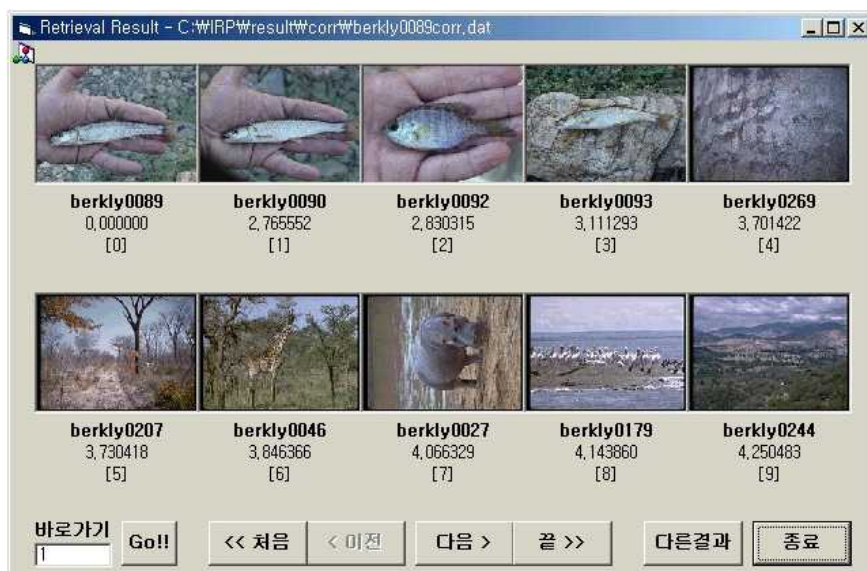 Retrieval Result - C:₩IRP₩result₩corr₩berkly0089corr,dat
berkly0089 berkly0090 berkly0092 berkly0093 berkly0269
0,000000 2,765552 2,830315 3,111293 3,701422
[0] [1] [2] [3] [4]
berkly0207 berkly0046 berkly0027 berkly0179 berkly0244
3,730418 3,846366 4,066329 4,143860 4,250483
[5] [6] [7] [8] [9]
바로가기
1 Go!! << 처음 < 이전 다음 > 끝 >> 다른결과 종료